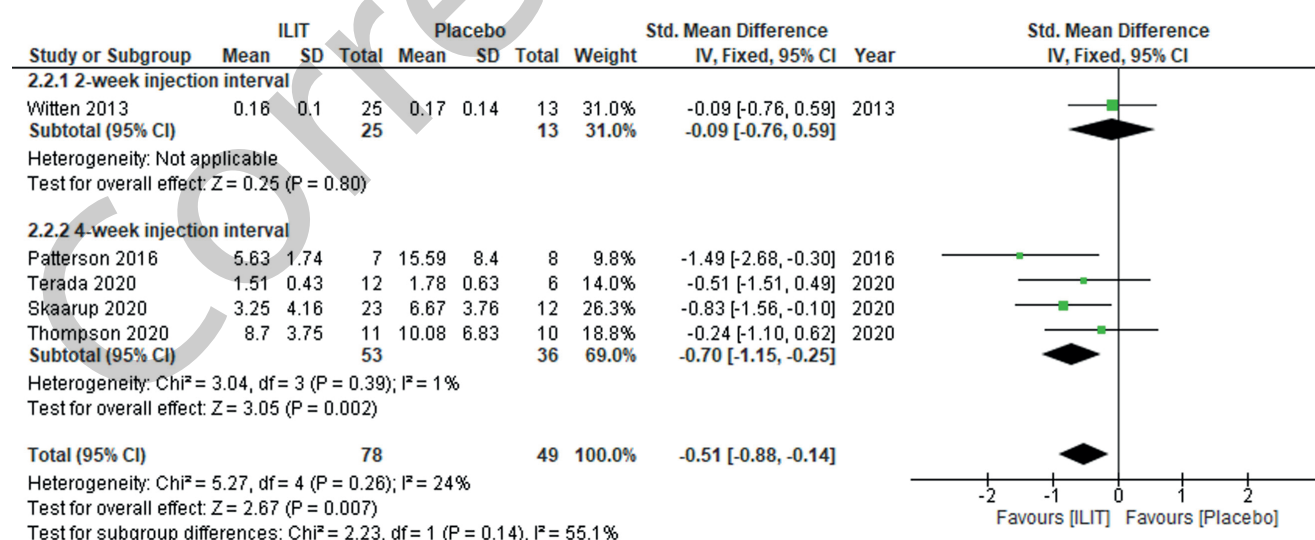 ILIT Placebo Std. Mean Difference Std. Mean Difference
Study or Subgroup Mean SD Total Mean SD Total Weight IV, Fixed, 95% CI Year IV, Fixed, 95% CI
2.2.1 2-week injection interval
Witten 2013 0.16 0.1 25 0.17 0.14 13 31.0% -0.09 [-0.76, 0.59] 2013
Subtotal (95% CI) 25 13 31.0% -0.09 [-0.76, 0.59]
Heterogeneity: Not applicable
Test for overall effect: Z = 0.25 (P = 0.80)
2.2.2 4-week injection interval
Patterson 2016 5.63 1.74 7 15.59 8.4 8 9.8% -1.49 [-2.68, -0.30] 2016
Terada 2020 1.51 0.43 12 1.78 0.63 6 14.0% -0.51 [-1.51, 0.49] 2020
Skaarup 2020 3.25 4.16 23 6.67 3.76 12 26.3% -0.83 [-1.56, -0.10] 2020
Thompson 2020 8.7 3.75 11 10.08 6.83 10 18.8% -0.24 [-1.10, 0.62] 2020
Subtotal (95% CI) 53 36 69.0% -0.70 [-1.15, -0.25]
Heterogeneity: Chi² = 3.04, df = 3 (P = 0.39); I² = 1%
Test for overall effect: Z = 3.05 (P = 0.002)
Total (95% CI) 78 49 100.0% -0.51 [-0.88, -0.14]
Heterogeneity: Chi² = 5.27, df = 4 (P = 0.26); I² = 24%
Test for overall effect: Z = 2.67 (P = 0.007)
Test for subgroup differences: Chi² = 2.23, df = 1 (P = 0.14), I² = 55.1%
-2 -1 0 1 2
Favours [ILIT] Favours [Placebo]
Corre